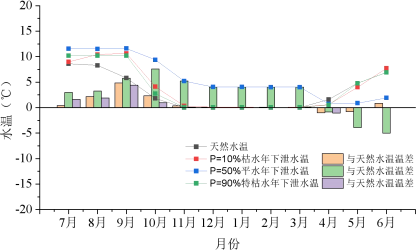 20
15
10
5
0
-5
-10
-15
-20
水温（℃）
天然水温
P=10%枯水年下泄水温 与天然水温温差
P=50%平水年下泄水温 与天然水温温差
P=90%特枯水年下泄水温 与天然水温温差
7月 8月 9月 10月 11月 12月 1月 2月 3月 4月 5月 6月
月份